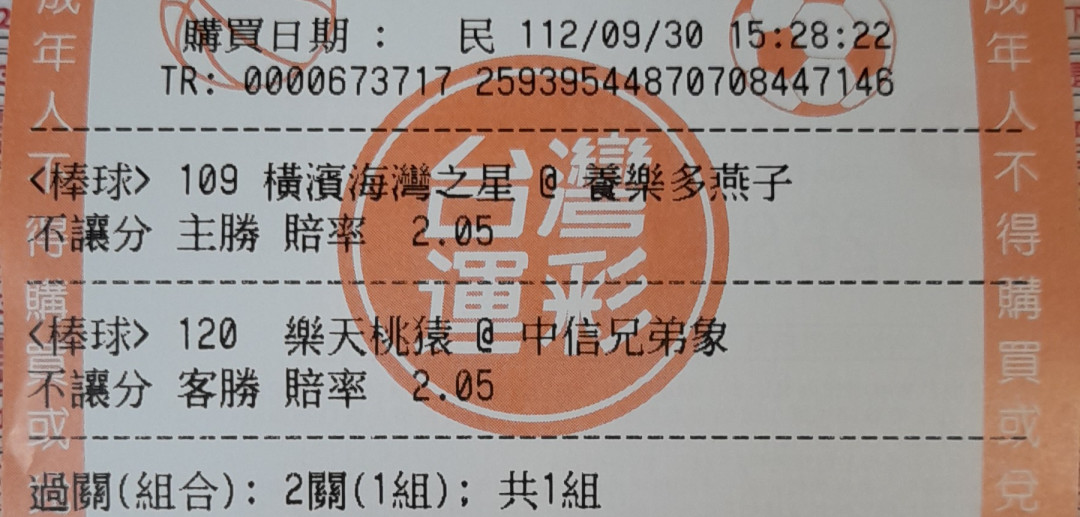 購買日期： 民 112/09/30 15:28:22
TR: 0000673717 25939544870708447146
<棒球> 109 橫濱海灣之星 @ 養樂多燕子
不讓分 主勝 賠率 2.05
<棒球> 120 樂天桃猿 @ 中信兄弟象
不讓分 客勝 賠率 2.05
過關(組合): 2關(1組); 共1組
台灣
運彩
成年人不得購買或
成年人不得購買或兌